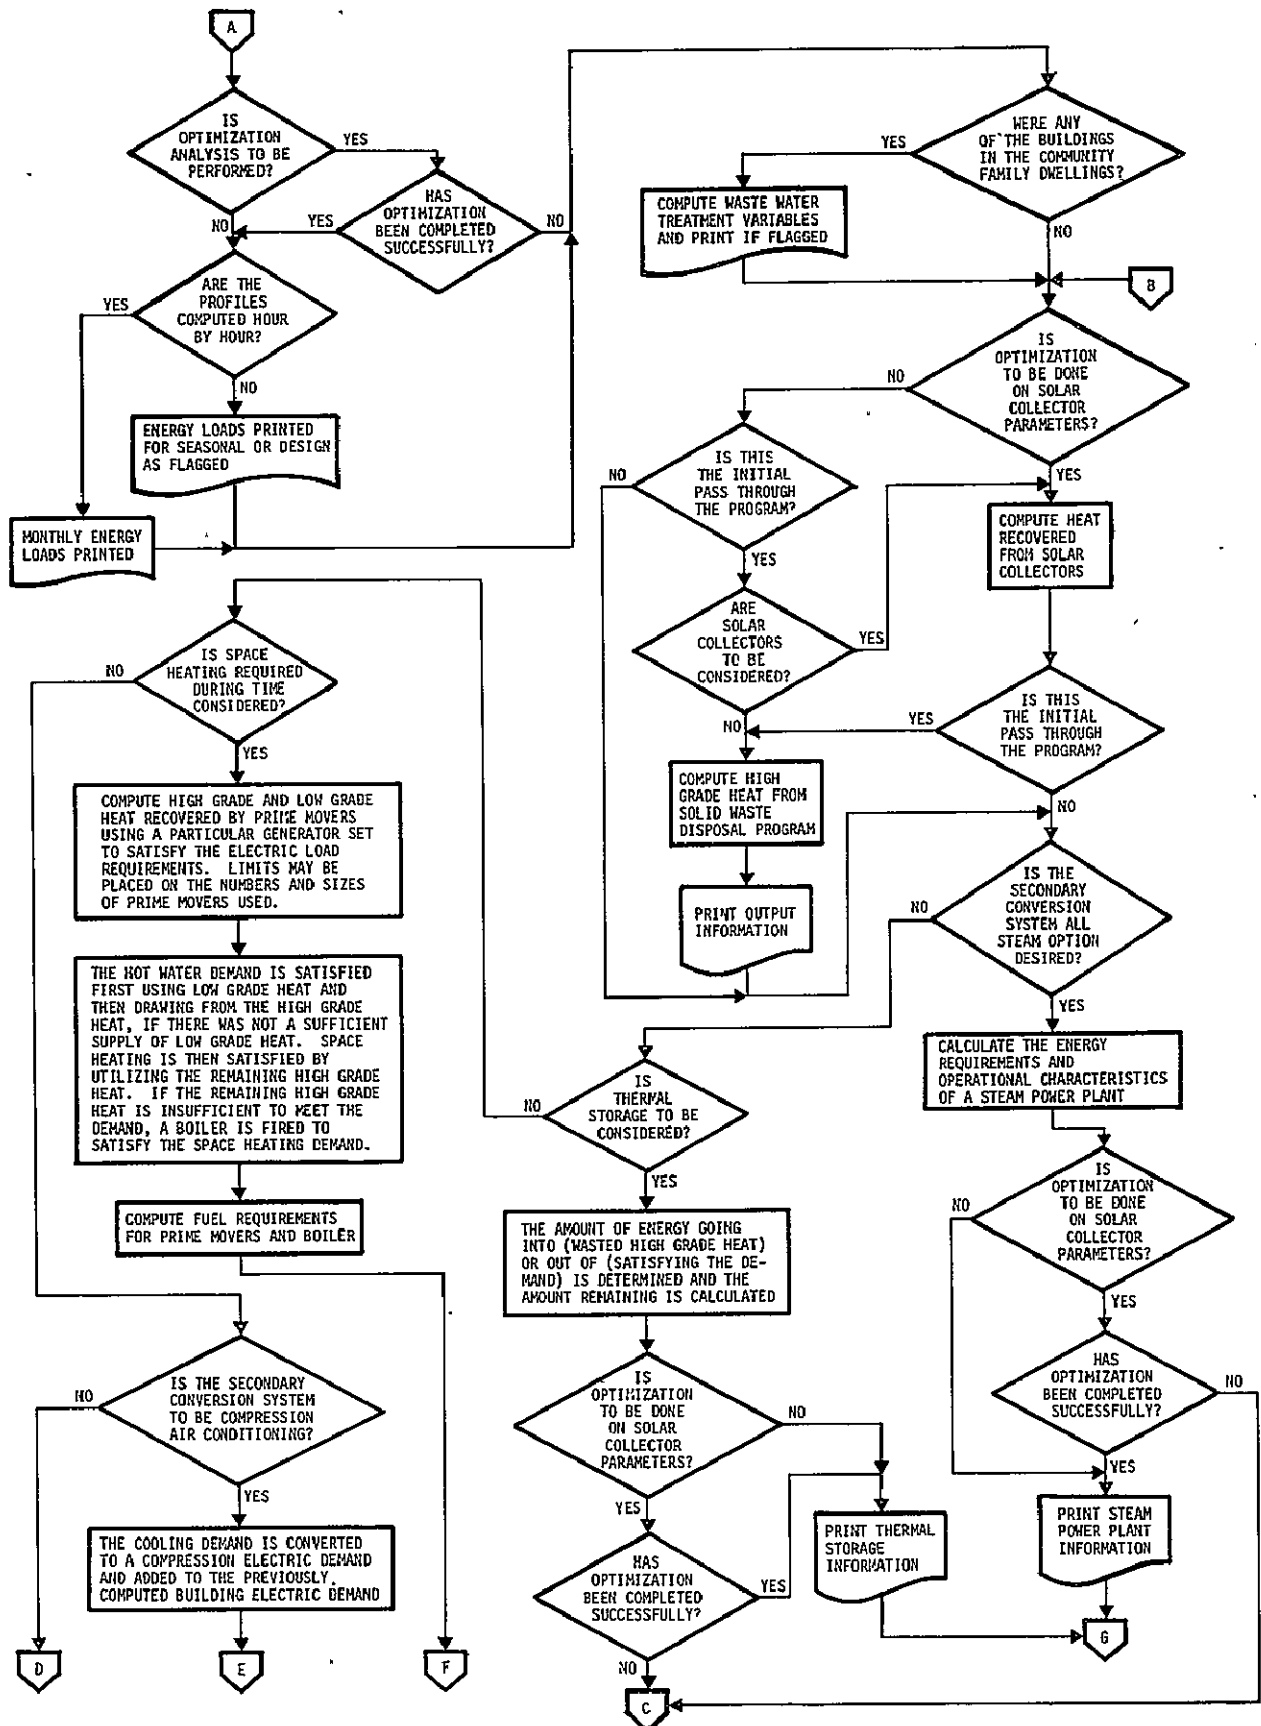 A
IS
OPTIMIZATION
ANALYSIS TO BE
PERFORMED?
YES
NO
HAS
OPTIMIZATION
BEEN COMPLETED
SUCCESSFULLY?
YES
NO
ARE THE
PROFILES
COMPUTED HOUR
BY HOUR?
YES
NO
ENERGY LOADS PRINTED
FOR SEASONAL OR DESIGN
AS FLAGGED
MONTHLY ENERGY
LOADS PRINTED
WERE ANY
OF THE BUILDINGS
IN THE COMMUNITY
FAMILY DWELLINGS?
YES
NO
COMPUTE WASTE WATER
TREATMENT VARIABLES
AND PRINT IF FLAGGED
B
IS
OPTIMIZATION
TO BE DONE
ON SOLAR
COLLECTOR
PARAMETERS?
NO
YES
IS THIS
THE INITIAL
PASS THROUGH
THE PROGRAM?
NO
YES
COMPUTE HEAT
RECOVERED
FROM SOLAR
COLLECTORS
ARE
SOLAR
COLLECTORS
TO BE
CONSIDERED?
YES
NO
IS THIS
THE INITIAL
PASS THROUGH
THE PROGRAM?
YES
NO
COMPUTE HIGH
GRADE HEAT FROM
SOLID WASTE
DISPOSAL PROGRAM
PRINT OUTPUT
INFORMATION
IS THE
SECONDARY
CONVERSION
SYSTEM ALL
STEAM OPTION
DESIRED?
NO
YES
CALCULATE THE ENERGY
REQUIREMENTS AND
OPERATIONAL CHARACTERISTICS
OF A STEAM POWER PLANT
IS
OPTIMIZATION
TO BE DONE
ON SOLAR
COLLECTOR
PARAMETERS?
NO
YES
HAS
OPTIMIZATION
BEEN COMPLETED
SUCCESSFULLY?
NO
YES
PRINT STEAM
POWER PLANT
INFORMATION
G
IS
THERMAL
STORAGE TO BE
CONSIDERED?
NO
YES
THE AMOUNT OF ENERGY GOING
INTO (WASTED HIGH GRADE HEAT)
OR OUT OF (SATISFYING THE DE-
MAND) IS DETERMINED AND THE
AMOUNT REMAINING IS CALCULATED
IS
OPTIMIZATION
TO BE DONE
ON SOLAR
COLLECTOR
PARAMETERS?
NO
YES
PRINT THERMAL
STORAGE
INFORMATION
HAS
OPTIMIZATION
BEEN COMPLETED
SUCCESSFULLY?
YES
NO
C
IS SPACE
HEATING REQUIRED
DURING TIME
CONSIDERED?
NO
YES
COMPUTE HIGH GRADE AND LOW GRADE
HEAT RECOVERED BY PRIME MOVERS
USING A PARTICULAR GENERATOR SET
TO SATISFY THE ELECTRIC LOAD
REQUIREMENTS. LIMITS MAY BE
PLACED ON THE NUMBERS AND SIZES
OF PRIME MOVERS USED.
THE HOT WATER DEMAND IS SATISFIED
FIRST USING LOW GRADE HEAT AND
THEN DRAWING FROM THE HIGH GRADE
HEAT, IF THERE WAS NOT A SUFFICIENT
SUPPLY OF LOW GRADE HEAT. SPACE
HEATING IS THEN SATISFIED BY
UTILIZING THE REMAINING HIGH GRADE
HEAT. IF THE REMAINING HIGH GRADE
HEAT IS INSUFFICIENT TO MEET THE
DEMAND, A BOILER IS FIRED TO
SATISFY THE SPACE HEATING DEMAND.
COMPUTE FUEL REQUIREMENTS
FOR PRIME MOVERS AND BOILER
IS THE SECONDARY
CONVERSION SYSTEM
TO BE COMPRESSION
AIR CONDITIONING?
NO
YES
THE COOLING DEMAND IS CONVERTED
TO A COMPRESSION ELECTRIC DEMAND
AND ADDED TO THE PREVIOUSLY
COMPUTED BUILDING ELECTRIC DEMAND
D
E
F